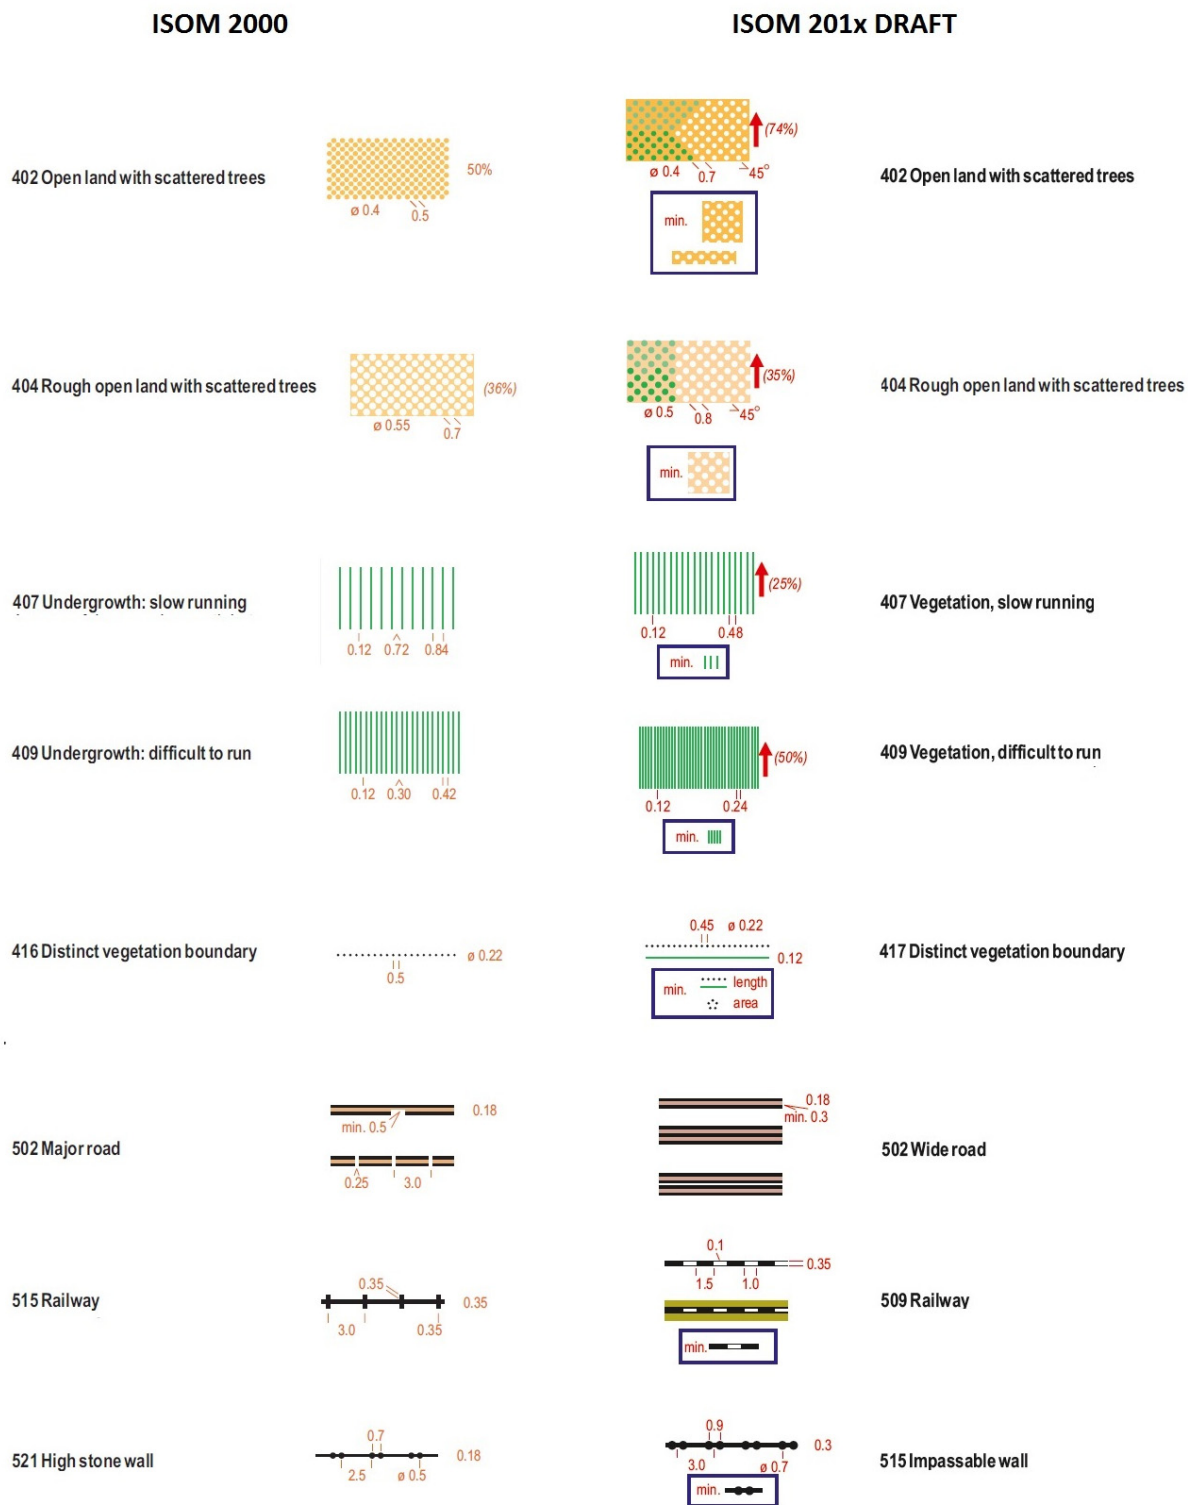 ISOM 2000
ISOM 201x DRAFT
402 Open land with scattered trees
50%
ø 0.4
0.5
(74%)
ø 0.4
0.7
45°
min.
402 Open land with scattered trees
404 Rough open land with scattered trees
(36%)
ø 0.55
0.7
(35%)
ø 0.5
0.8
45°
min.
404 Rough open land with scattered trees
407 Undergrowth: slow running
0.12
0.72
0.84
(25%)
0.12
0.48
min.
407 Vegetation, slow running
409 Undergrowth: difficult to run
0.12
0.30
0.42
(50%)
0.12
0.24
min.
409 Vegetation, difficult to run
416 Distinct vegetation boundary
ø 0.22
0.5
0.45
ø 0.22
0.12
min.
length
area
417 Distinct vegetation boundary
502 Major road
0.18
min. 0.5
0.25
3.0
0.18
min. 0.3
502 Wide road
515 Railway
0.35
0.35
3.0
0.35
0.1
0.35
1.5
1.0
min.
509 Railway
521 High stone wall
0.7
0.18
2.5
ø 0.5
0.9
0.3
3.0
ø 0.7
min.
515 Impassable wall